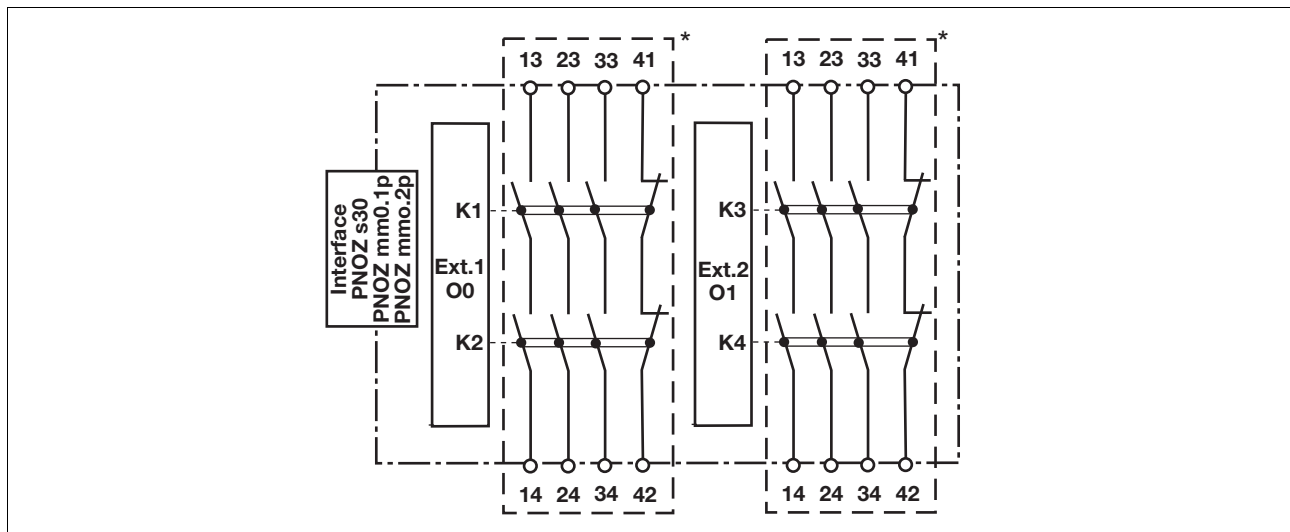 *
*
13 23 33 41
13 23 33 41
Interface
PNOZ s30
PNOZ mm0.1p
PNOZ mmo.2p
K1
K3
Ext.1
O0
Ext.2
O1
K2
K4
14 24 34 42
14 24 34 42